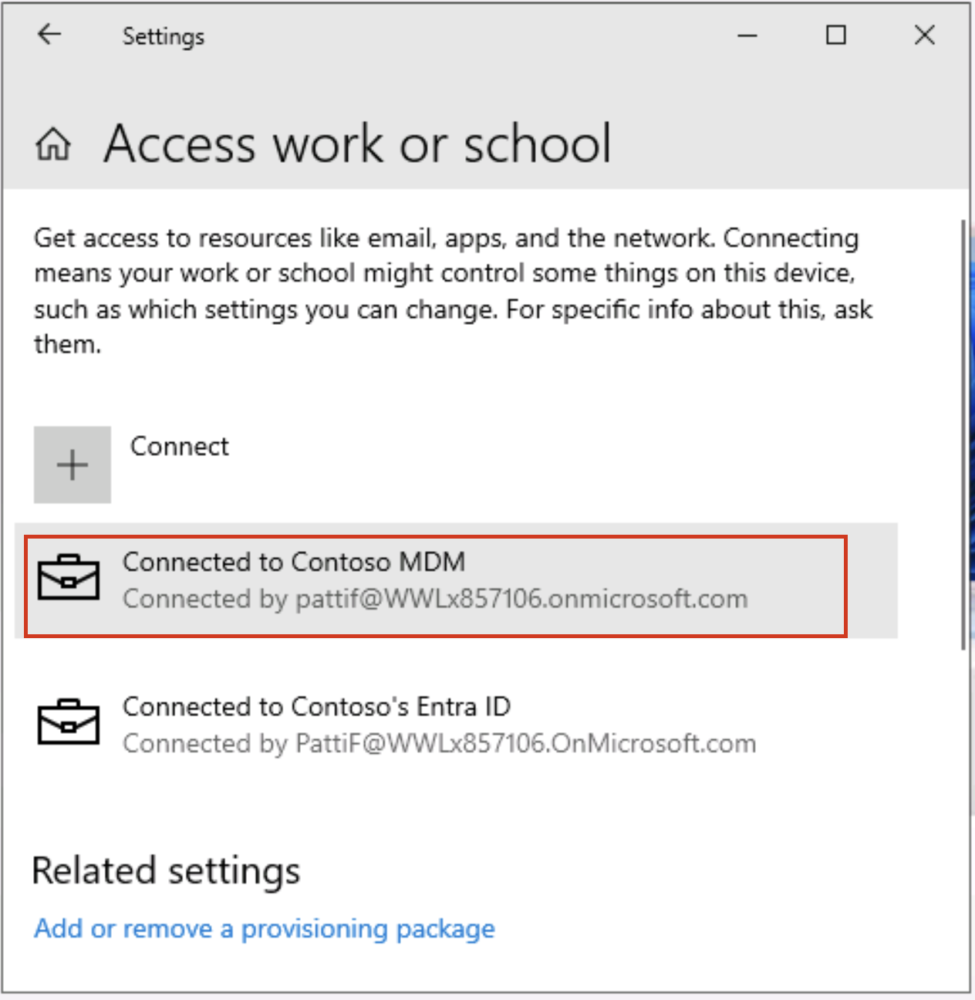 Settings
Access work or school
Get access to resources like email, apps, and the network. Connecting
means your work or school might control some things on this device,
such as which settings you can change. For specific info about this, ask
them.
Connect
Connected to Contoso MDM
Connected by pattif@WWLx857106.onmicrosoft.com
Connected to Contoso's Entra ID
Connected by PattiF@WWLx857106.OnMicrosoft.com
Related settings
Add or remove a provisioning package